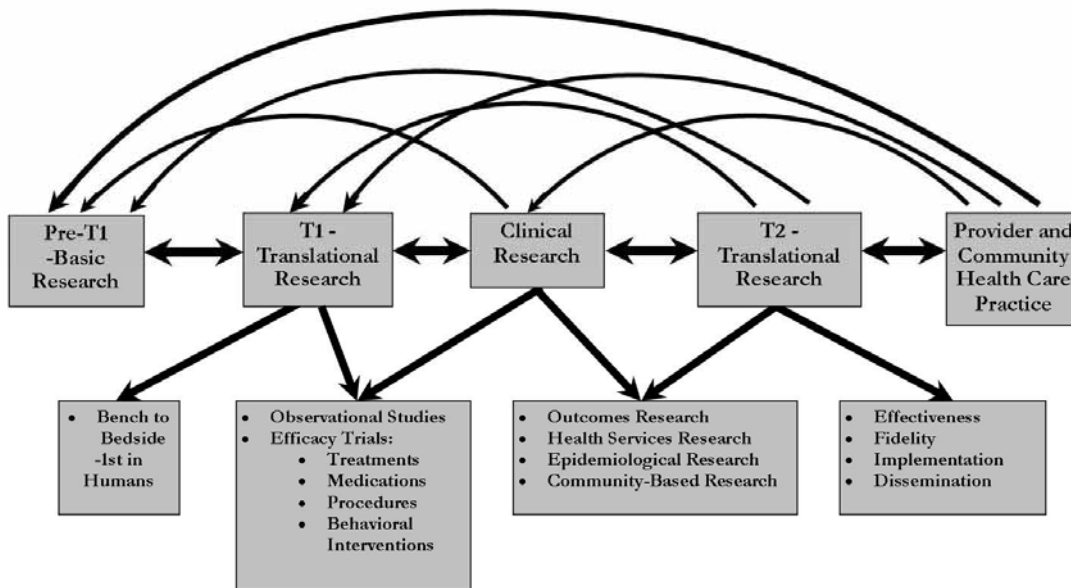 Pre-T1
-Basic
Research
T1 -
Translational
Research
Clinical
Research
T2 -
Translational
Research
Provider and
Community
Health Care
Practice
• Bench to
Bedside
-1st in
Humans
• Observational Studies
• Efficacy Trials:
• Treatments
• Medications
• Procedures
• Behavioral
Interventions
• Outcomes Research
• Health Services Research
• Epidemiological Research
• Community-Based Research
• Effectiveness
• Fidelity
• Implementation
• Dissemination